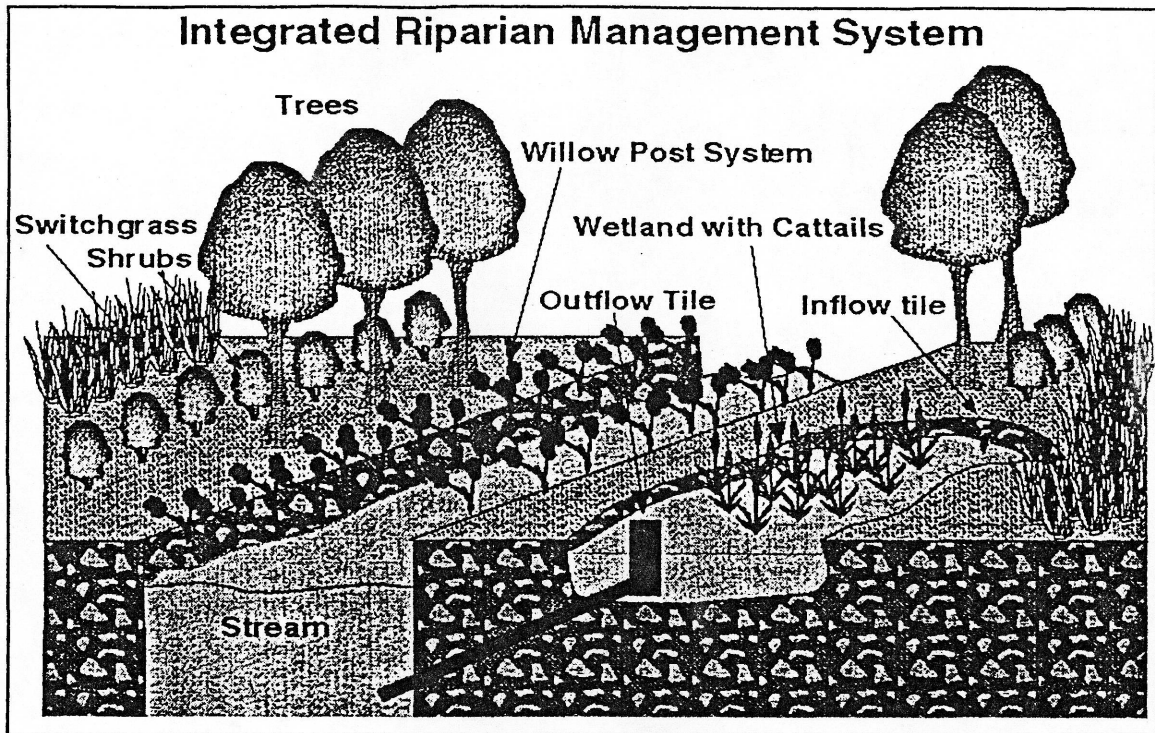 Integrated Riparian Management System
Trees
Willow Post System
Switchgrass
Shrubs
Wetland with Cattails
Outflow Tile
Inflow tile
Stream